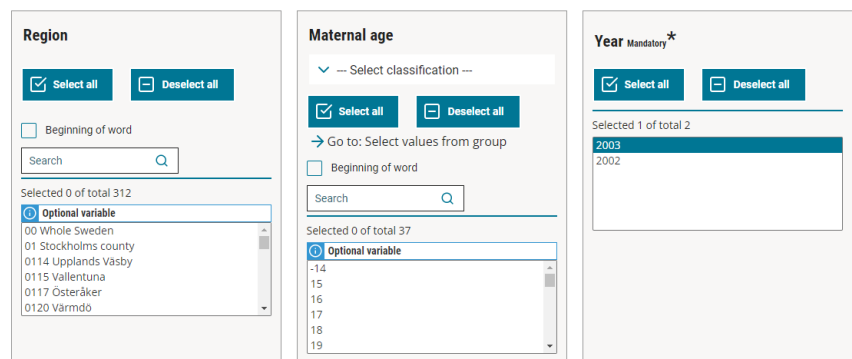 Region
Select all
Deselect all
Beginning of word
Search
Selected 0 of total 312
Optional variable
00 Whole Sweden
01 Stockholms county
0114 Upplands Väsby
0115 Vallentuna
0117 Österåker
0120 Värmdö
Maternal age
--- Select classification ---
Select all
Deselect all
Go to: Select values from group
Beginning of word
Search
Selected 0 of total 37
Optional variable
-14
15
16
17
18
19
Year Mandatory*
Select all
Deselect all
Selected 1 of total 2
2003
2002